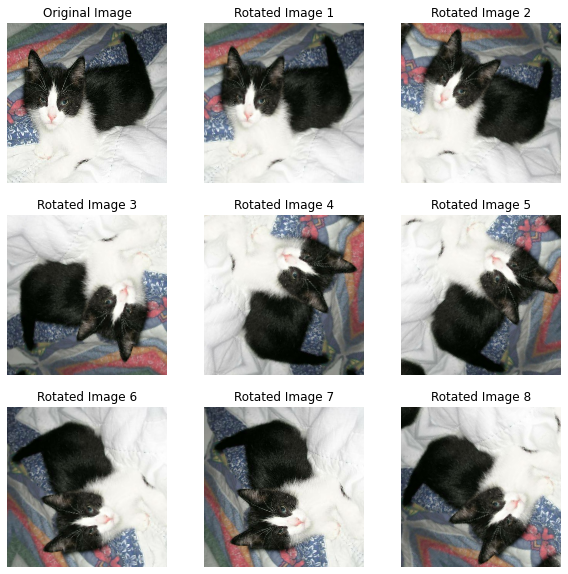 Original Image
Rotated Image 1
Rotated Image 2
Rotated Image 3
Rotated Image 4
Rotated Image 5
Rotated Image 6
Rotated Image 7
Rotated Image 8